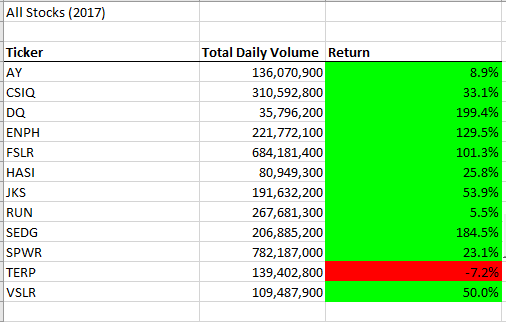 All Stocks (2017)
Ticker Total Daily Volume Return
AY 136,070,900 8.9%
CSIQ 310,592,800 33.1%
DQ 35,796,200 199.4%
ENPH 221,772,100 129.5%
FSLR 684,181,400 101.3%
HASI 80,949,300 25.8%
JKS 191,632,200 53.9%
RUN 267,681,300 5.5%
SEDG 206,885,200 184.5%
SPWR 782,187,000 23.1%
TERP 139,402,800 -7.2%
VSLR 109,487,900 50.0%